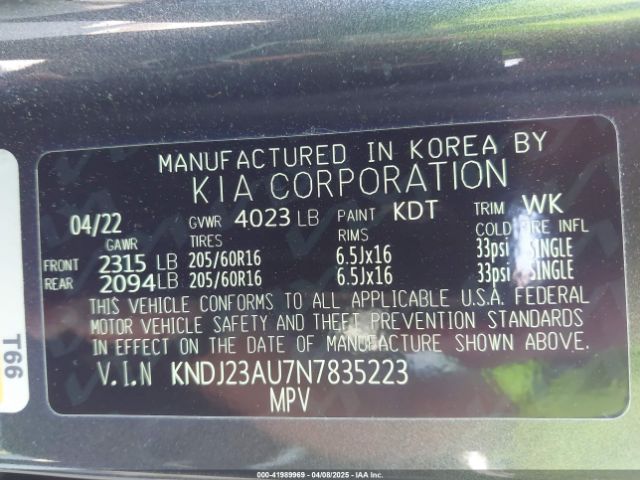 MANUFACTURED IN KOREA BY
KIA CORPORATION
04/22 GVWR 4023 LB PAINT KDT TRIM WK
GAWR TIRES RIMS COLD TIRE INFL
FRONT 2315 LB 205/60R16 6.5Jx16 33psi SINGLE
REAR 2094 LB 205/60R16 6.5Jx16 33psi SINGLE
THIS VEHICLE CONFORMS TO ALL APPLICABLE U.S.A. FEDERAL
MOTOR VEHICLE SAFETY AND THEFT PREVENTION STANDARDS
IN EFFECT ON THE DATE OF MANUFACTURE SHOWN ABOVE.
V.I.N KNDJ23AU7N7835223
MPV
T66
COPART 000-41989969 | 04/08/2025 - IAA Inc.